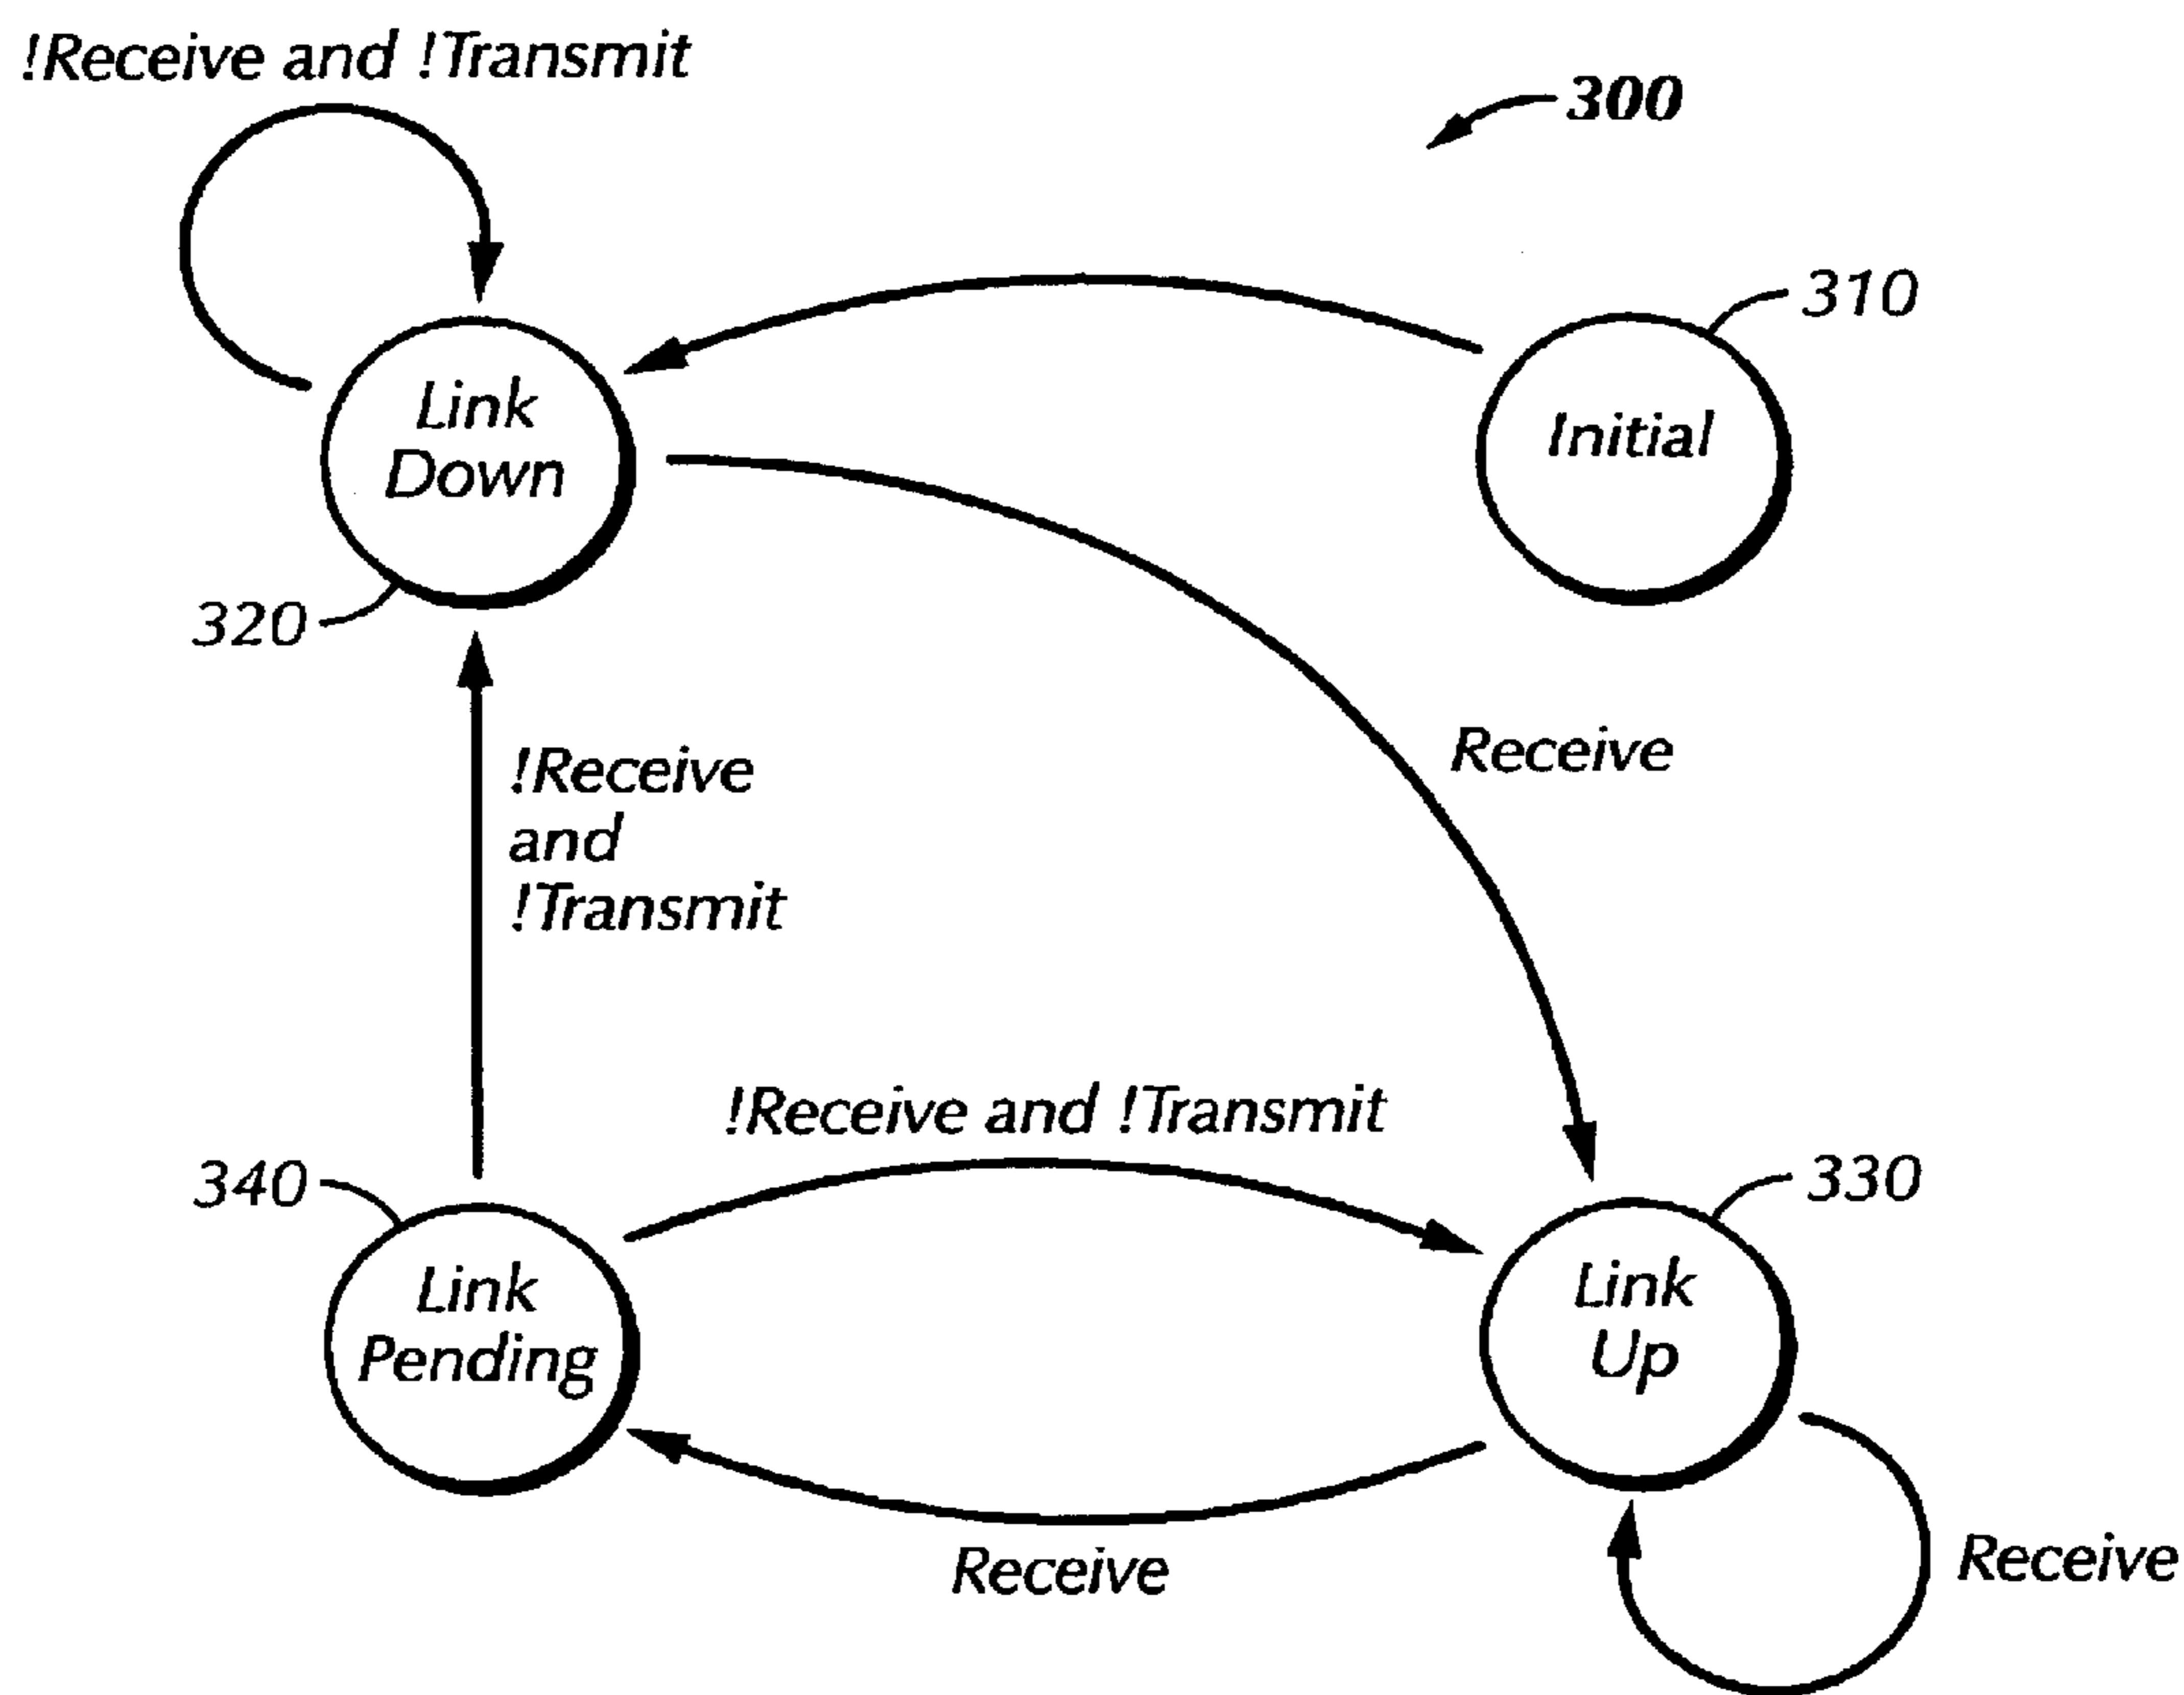 !Receive and !Transmit
300
310
Link
Down
Initial
320
Receive
!Receive
and
!Transmit
!Receive and !Transmit
340
330
Link
Pending
Link
Up
Receive
Receive